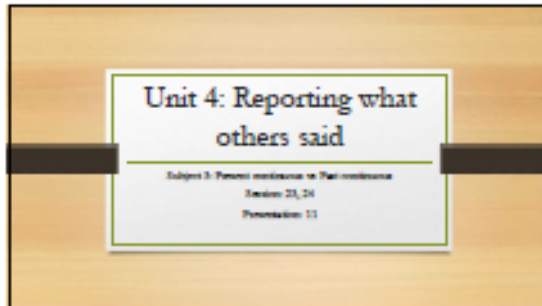 Unit 4: Reporting what
others said
Subject 3: Present continuous vs Past continuous
Session: 23, 24
Presentation: 11